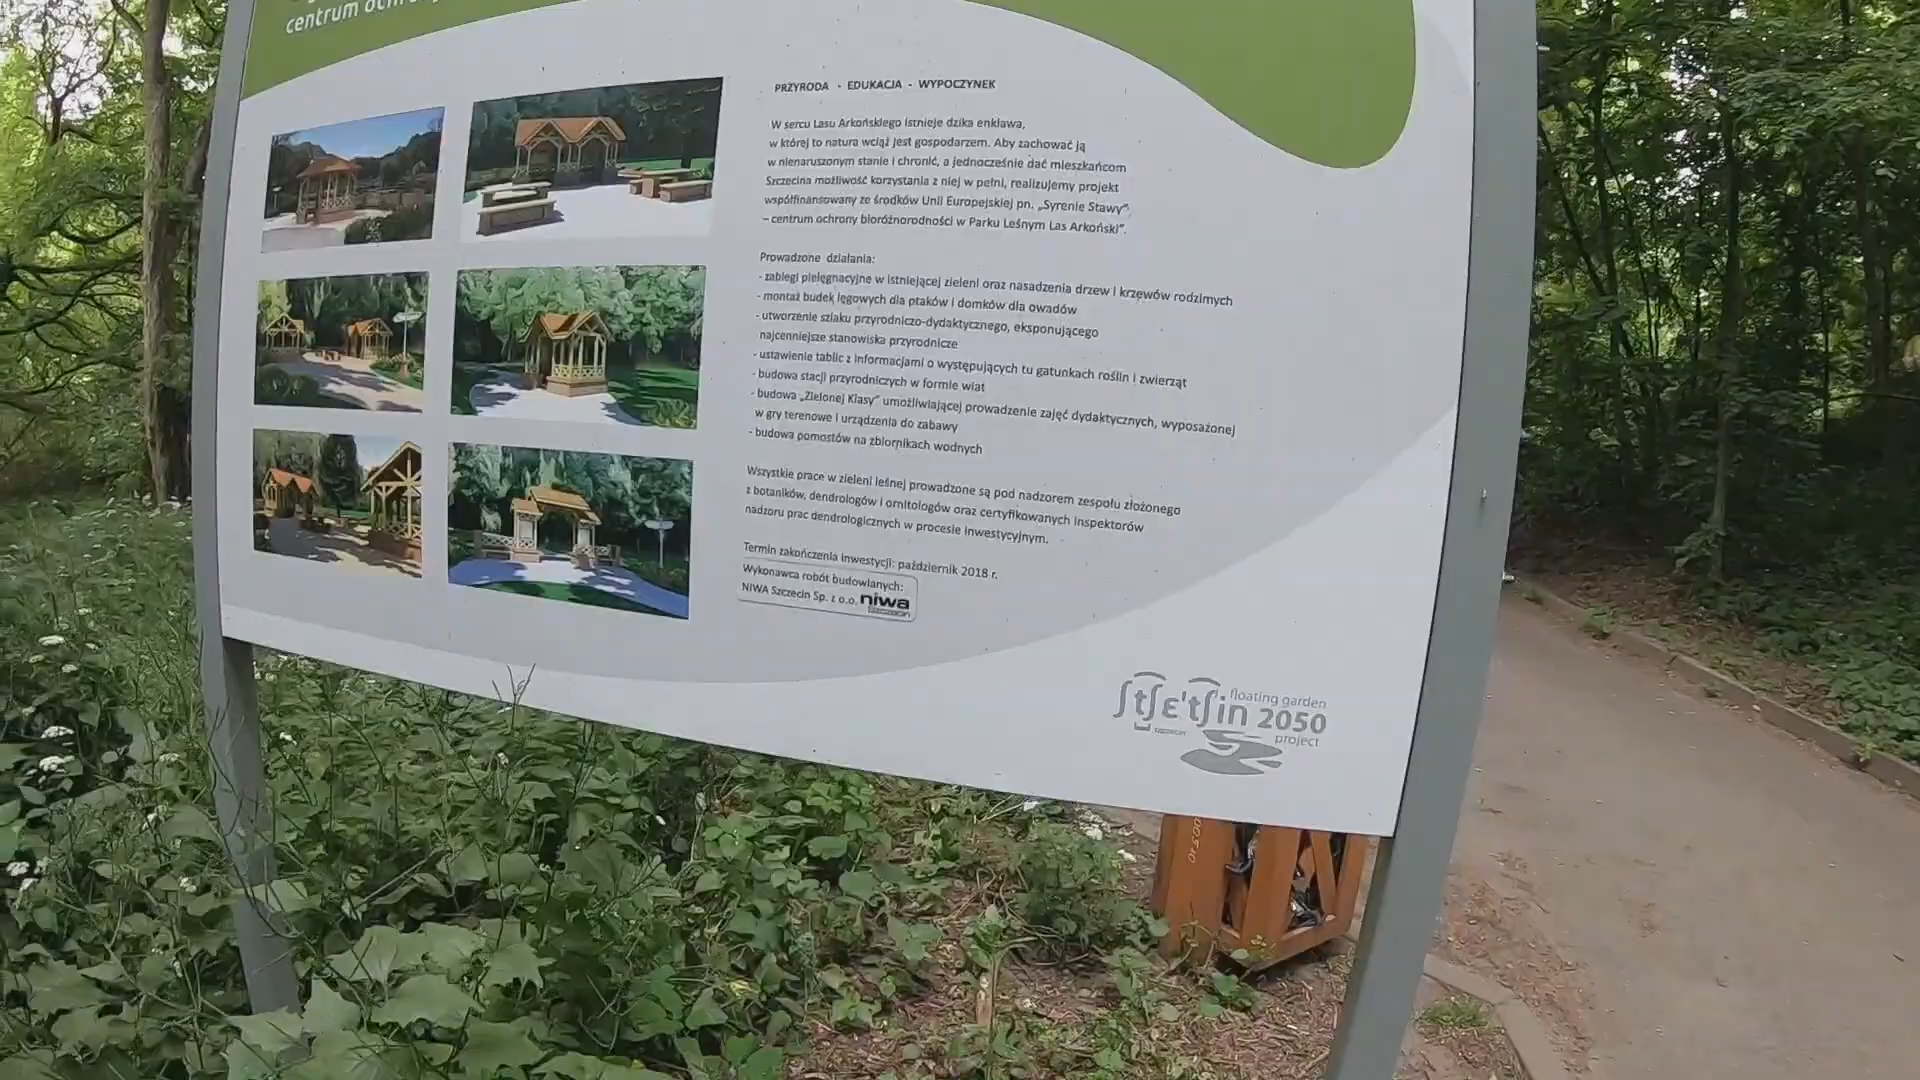 centrum
PRZYRODA - EDUKACJA - WYPOCZYNEK
W sercu Lasu Arkońskiego istnieje dzika enklawa,
w której to natura wciąż jest gospodarzem. Aby zachować ją
w nienaruszonym stanie i chronić, a jednocześnie dać mieszkańcom
Szczecina możliwość korzystania z niej w pełni, realizujemy projekt
współfinansowany ze środków Unii Europejskiej pn. „Syrenie Stawy”
– centrum ochrony bioróżnorodności w Parku Leśnym Las Arkoński”.
Prowadzone działania:
- zabiegi pielęgnacyjne w istniejącej zieleni oraz nasadzenia drzew i krzewów rodzimych
- montaż budek lęgowych dla ptaków i domków dla owadów
- utworzenie szlaku przyrodniczo-dydaktycznego, eksponującego
najcenniejsze stanowiska przyrodnicze
- ustawienie tablic z informacjami o występujących tu gatunkach roślin i zwierząt
- budowa stacji przyrodniczych w formie wiat
- budowa „Zielonej Klasy” umożliwiającej prowadzenie zajęć dydaktycznych, wyposażonej
w gry terenowe i urządzenia do zabawy
- budowa pomostów na zbiornikach wodnych
Wszystkie prace w zieleni leśnej prowadzone są pod nadzorem zespołu złożonego
z botaników, dendrologów i ornitologów oraz certyfikowanych inspektorów
nadzoru prac dendrologicznych w procesie inwestycyjnym.
Termin zakończenia inwestycji: październik 2018 r.
Wykonawca robót budowlanych:
NIWA Szczecin Sp. z o.o. niwa
SZCZECIN
floating garden
ʃtʃɛ'tʃin 2050
szczecin
project